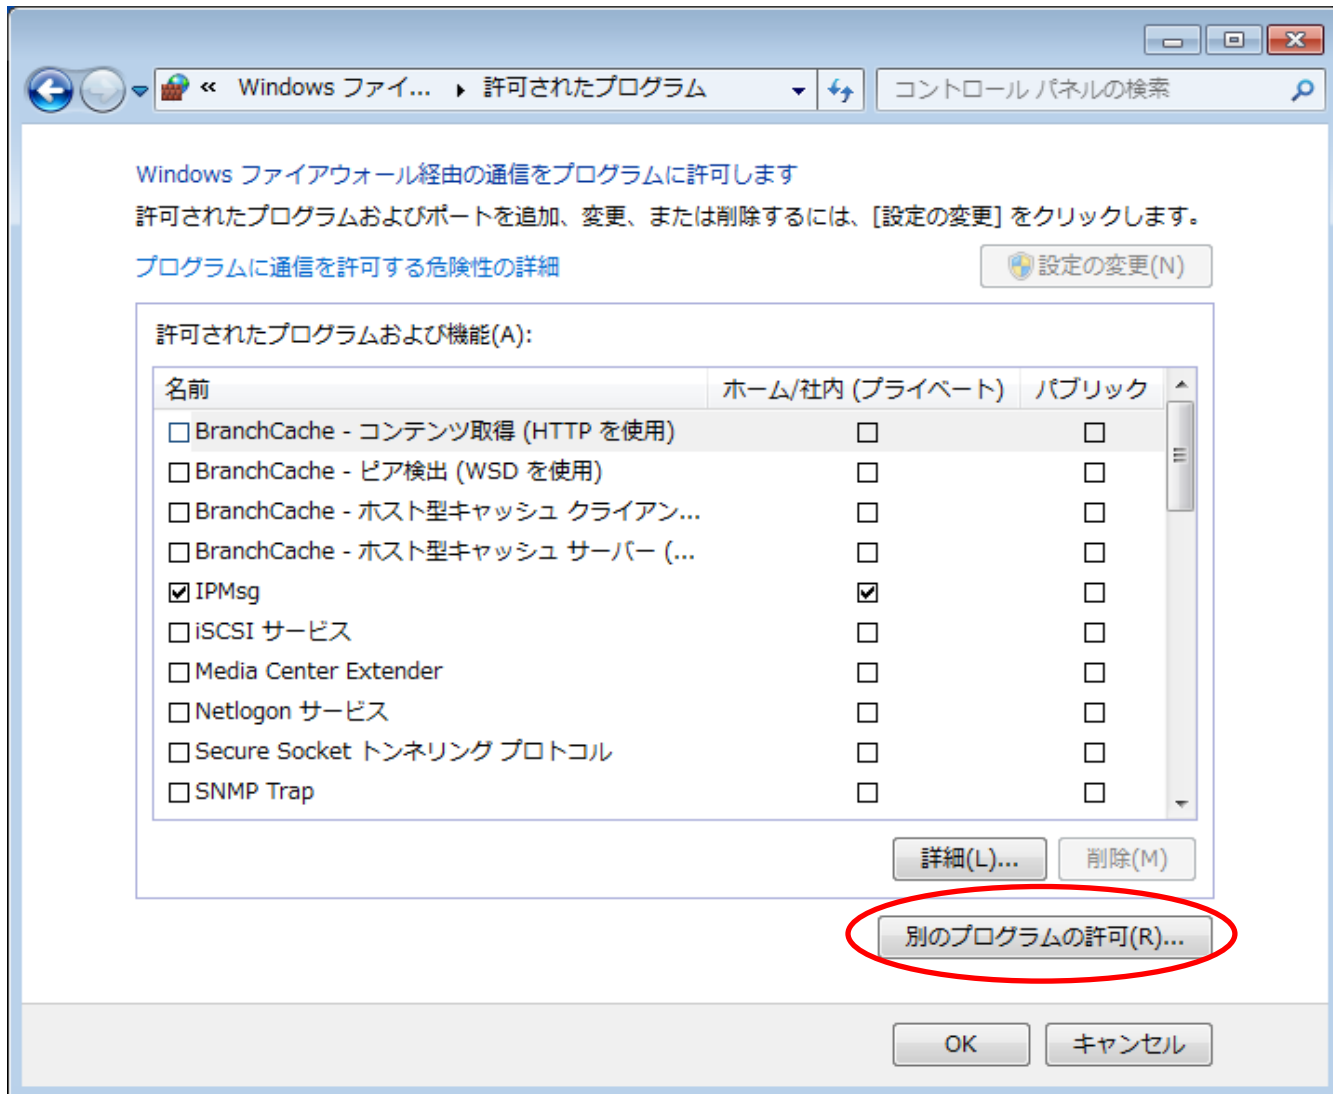 « Windows ファイ... 許可されたプログラム コントロール パネルの検索
Windows ファイアウォール経由の通信をプログラムに許可します
許可されたプログラムおよびポートを追加、変更、または削除するには、[設定の変更] をクリックします。
プログラムに通信を許可する危険性の詳細 設定の変更(N)
許可されたプログラムおよび機能(A):
名前 ホーム/社内 (プライベート) パブリック
BranchCache - コンテンツ取得 (HTTP を使用)
BranchCache - ピア検出 (WSD を使用)
BranchCache - ホスト型キャッシュ クライアン...
BranchCache - ホスト型キャッシュ サーバー (...
IPMsg
iSCSI サービス
Media Center Extender
Netlogon サービス
Secure Socket トンネリング プロトコル
SNMP Trap
詳細(L)... 削除(M)
別のプログラムの許可(R)...
OK キャンセル